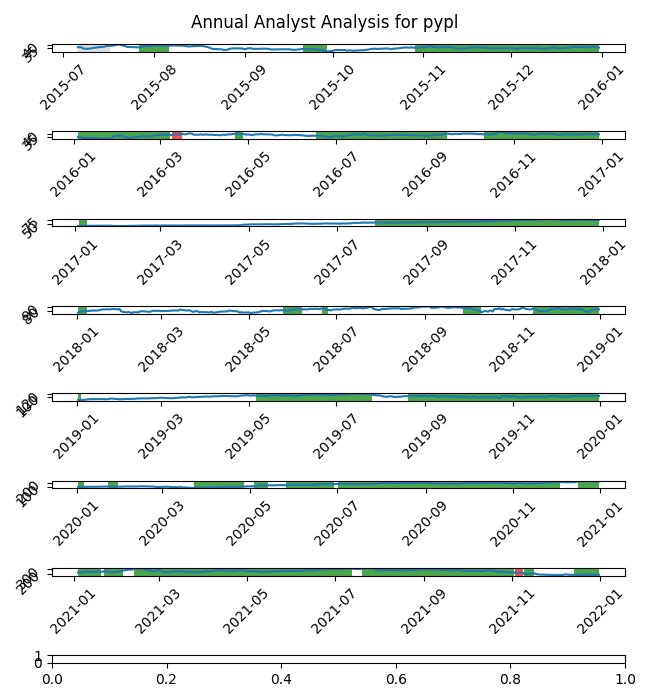 Annual Analyst Analysis for pypl
2015-07 2015-08 2015-09 2015-10 2015-11 2015-12 2016-01
2016-01 2016-03 2016-05 2016-07 2016-09 2016-11 2017-01
2017-01 2017-03 2017-05 2017-07 2017-09 2017-11 2018-01
2018-01 2018-03 2018-05 2018-07 2018-09 2018-11 2019-01
2019-01 2019-03 2019-05 2019-07 2019-09 2019-11 2020-01
2020-01 2020-03 2020-05 2020-07 2020-09 2020-11 2021-01
2021-01 2021-03 2021-05 2021-07 2021-09 2021-11 2022-01
1
0
0.0 0.2 0.4 0.6 0.8 1.0